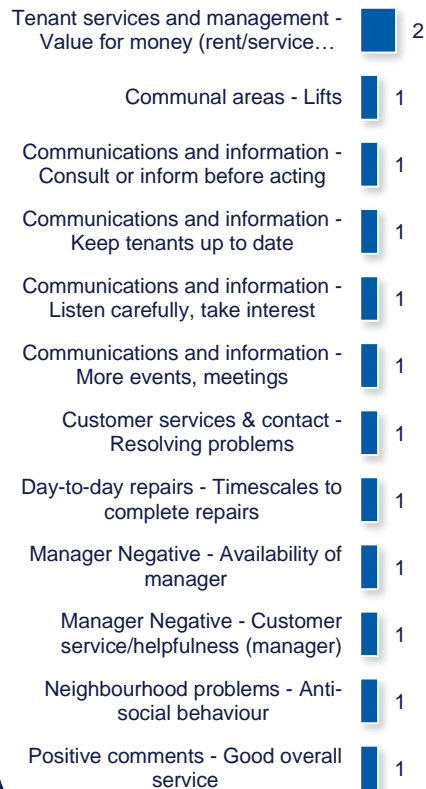 Tenant services and management -
Value for money (rent/service…
2
Communal areas - Lifts
1
Communications and information -
Consult or inform before acting
1
Communications and information -
Keep tenants up to date
1
Communications and information -
Listen carefully, take interest
1
Communications and information -
More events, meetings
1
Customer services & contact -
Resolving problems
1
Day-to-day repairs - Timescales to
complete repairs
1
Manager Negative - Availability of
manager
1
Manager Negative - Customer
service/helpfulness (manager)
1
Neighbourhood problems - Anti-
social behaviour
1
Positive comments - Good overall
service
1